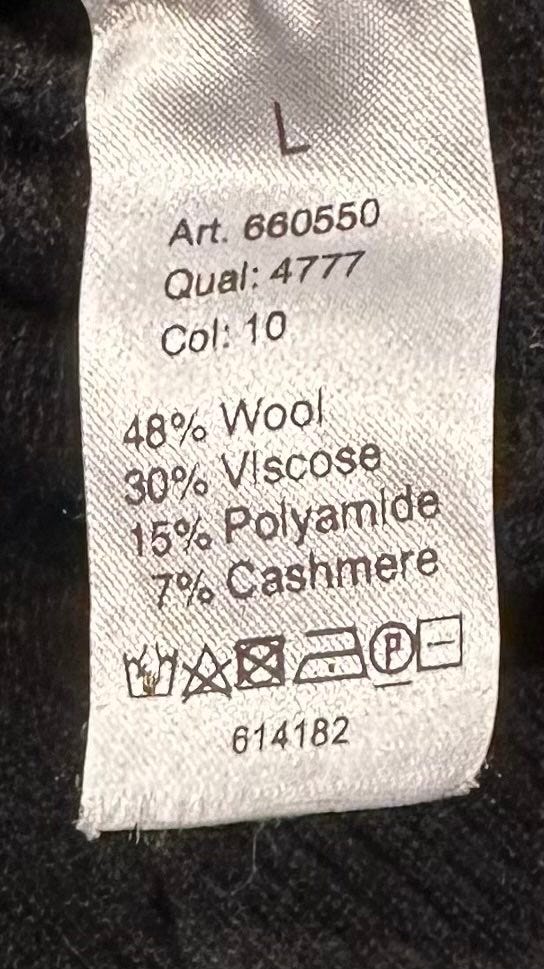 L
Art. 660550
Qual: 4777
Col: 10
48% Wool
30% Viscose
15% Polyamide
7% Cashmere
P
614182